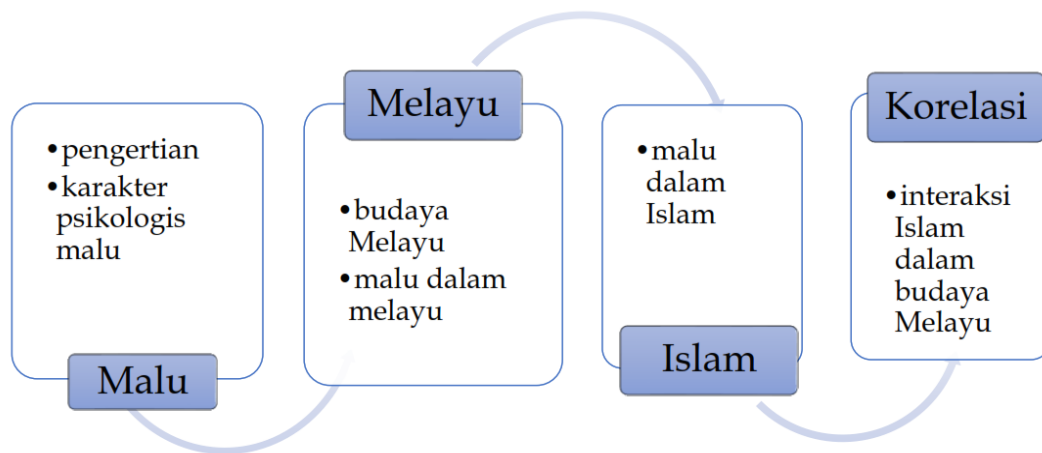 •pengertian
•karakter
psikologis
malu
Malu
Melayu
•budaya
Melayu
•malu dalam
melayu
•malu
dalam
Islam
Islam
Korelasi
•interaksi
Islam
dalam
budaya
Melayu